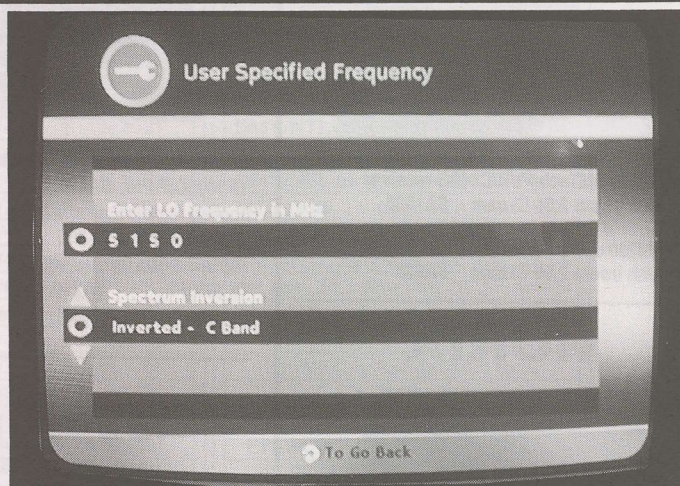 User Specified Frequency
Enter LO Frequency in MHz
5 1 5 0
Spectrum Inversion
Inverted - C Band
To Go Back